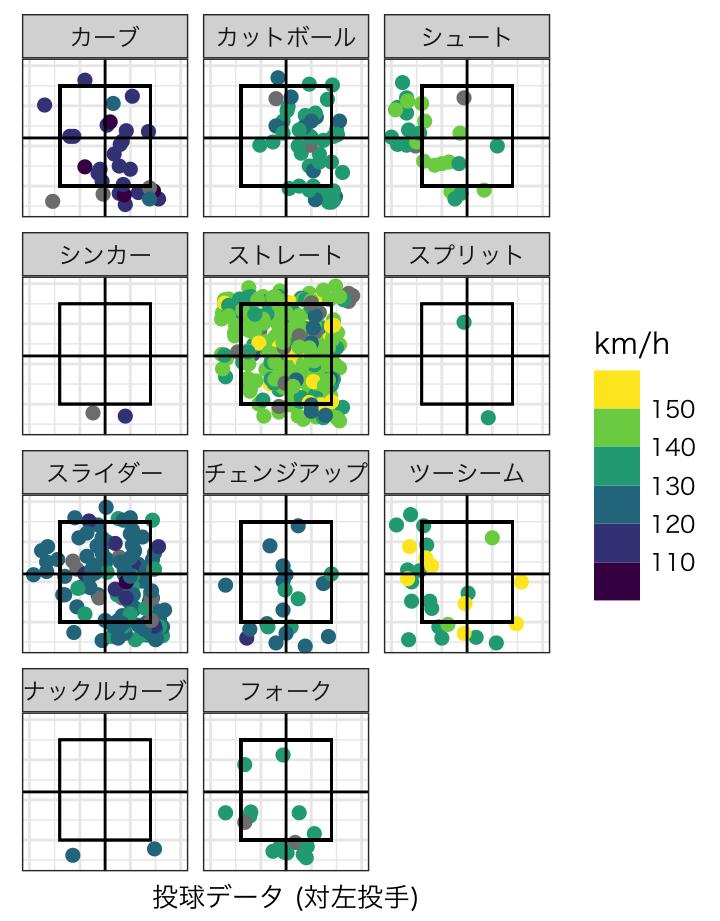 カーブ
カットボール
シュート
シンカー
ストレート
スプリット
km/h
150
140
130
120
110
スライダー
チェンジアップ
ツーシーム
ナックルカーブ
フォーク
投球データ (対左投手)